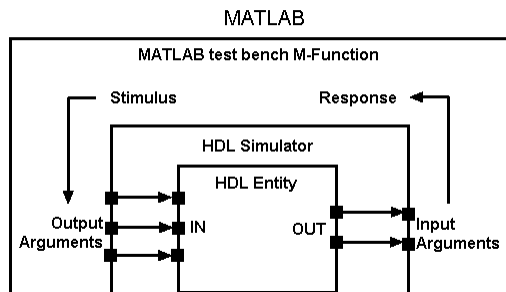 MATLAB
MATLAB test bench M-Function
Stimulus
Response
HDL Simulator
HDL Entity
Output
Arguments
IN
OUT
Input
Arguments